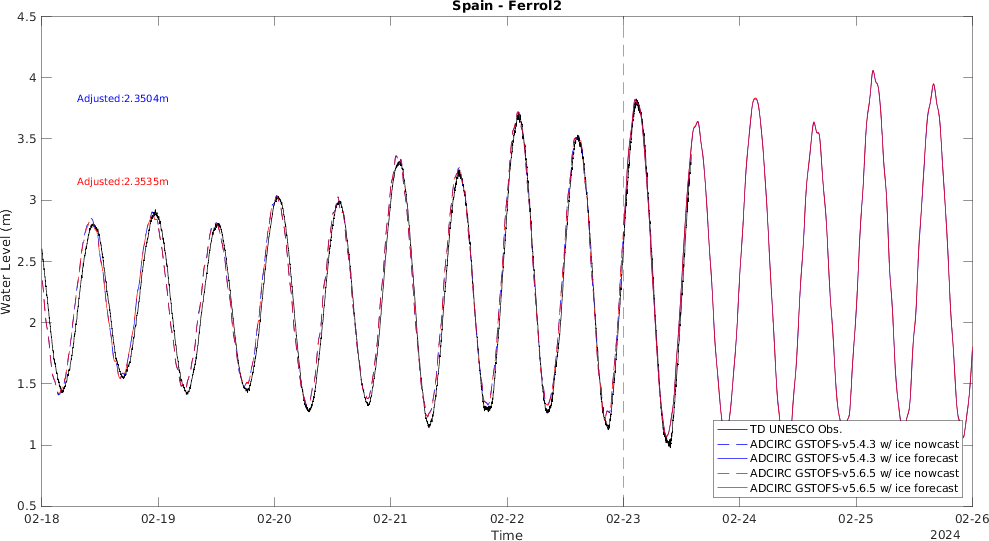 Spain - Ferrol2
4.5
4
3.5
3
2.5
2
1.5
1
0.5
Water Level (m)
Adjusted:2.3504m
Adjusted:2.3535m
TD UNESCO Obs.
ADCIRC GSTOFS-v5.4.3 w/ ice nowcast
ADCIRC GSTOFS-v5.4.3 w/ ice forecast
ADCIRC GSTOFS-v5.6.5 w/ ice nowcast
ADCIRC GSTOFS-v5.6.5 w/ ice forecast
02-18 02-19 02-20 02-21 02-22 02-23 02-24 02-25 02-26
Time
2024